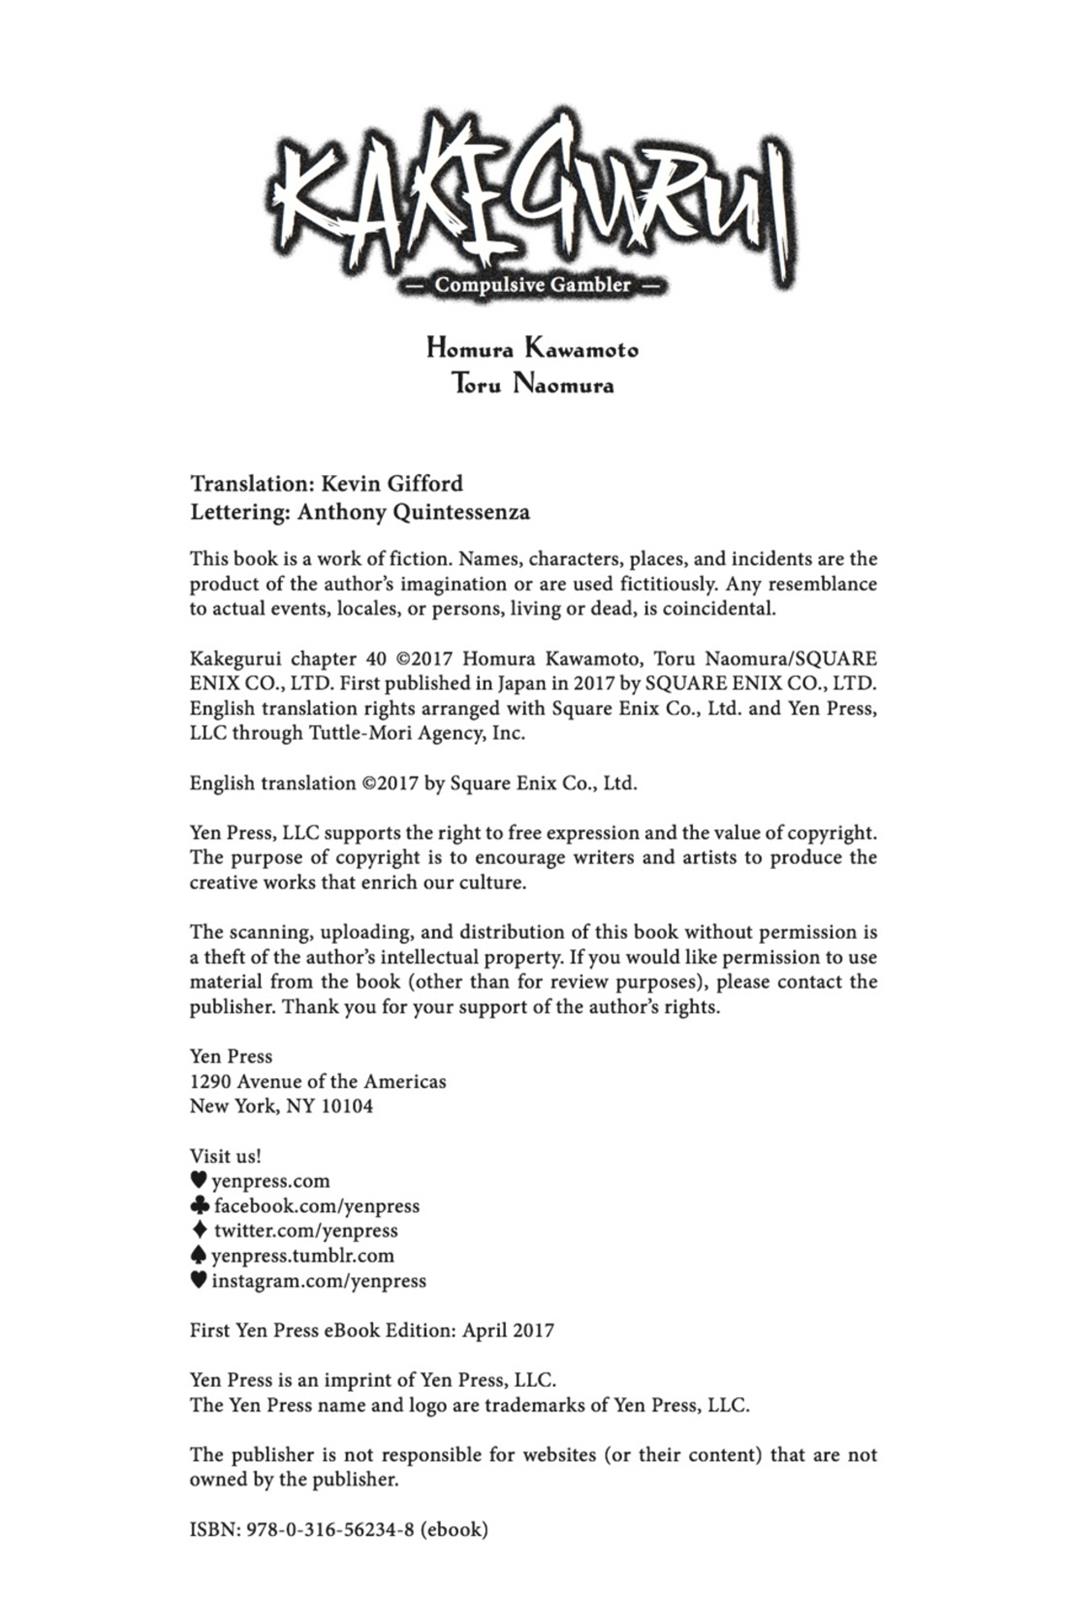 KAKEGURUI
— Compulsive Gambler —
Homura Kawamoto
Toru Naomura
Translation: Kevin Gifford
Lettering: Anthony Quintessenza
This book is a work of fiction. Names, characters, places, and incidents are the
product of the author's imagination or are used fictitiously. Any resemblance
to actual events, locales, or persons, living or dead, is coincidental.
Kakegurui chapter 40 ©2017 Homura Kawamoto, Toru Naomura/SQUARE
ENIX CO., LTD. First published in Japan in 2017 by SQUARE ENIX CO., LTD.
English translation rights arranged with Square Enix Co., Ltd. and Yen Press,
LLC through Tuttle-Mori Agency, Inc.
English translation ©2017 by Square Enix Co., Ltd.
Yen Press, LLC supports the right to free expression and the value of copyright.
The purpose of copyright is to encourage writers and artists to produce the
creative works that enrich our culture.
The scanning, uploading, and distribution of this book without permission is
a theft of the author's intellectual property. If you would like permission to use
material from the book (other than for review purposes), please contact the
publisher. Thank you for your support of the author's rights.
Yen Press
1290 Avenue of the Americas
New York, NY 10104
Visit us!
♥ yenpress.com
♣ facebook.com/yenpress
♦ twitter.com/yenpress
♠ yenpress.tumblr.com
♥ instagram.com/yenpress
First Yen Press eBook Edition: April 2017
Yen Press is an imprint of Yen Press, LLC.
The Yen Press name and logo are trademarks of Yen Press, LLC.
The publisher is not responsible for websites (or their content) that are not
owned by the publisher.
ISBN: 978-0-316-56234-8 (ebook)